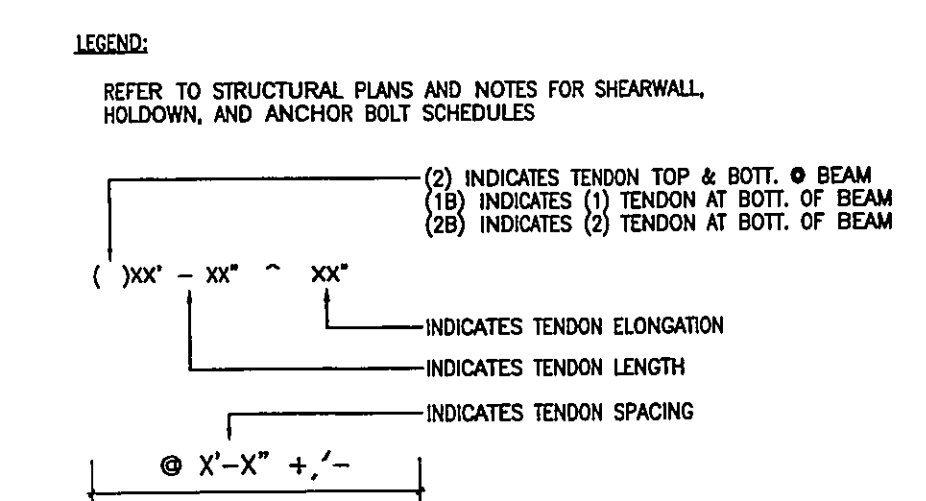 LEGEND:
REFER TO STRUCTURAL PLANS AND NOTES FOR SHEARWALL,
HOLDOWN, AND ANCHOR BOLT SCHEDULES
(2) INDICATES TENDON TOP & BOTT. @ BEAM
(1B) INDICATES (1) TENDON AT BOTT. OF BEAM
(2B) INDICATES (2) TENDON AT BOTT. OF BEAM
( )XX' - XX" ^ XX"
INDICATES TENDON ELONGATION
INDICATES TENDON LENGTH
INDICATES TENDON SPACING
@ X'-X" +,'-